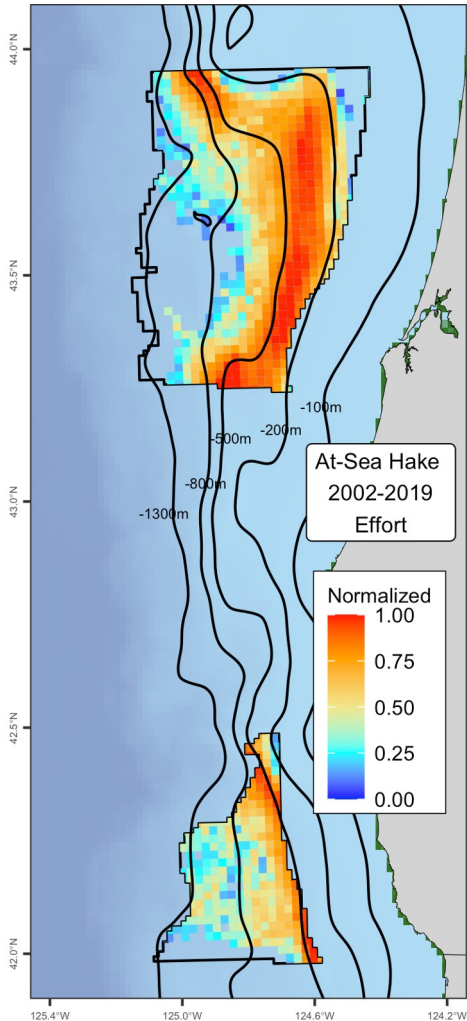 44.0°N
43.5°N
-100m
-200m
-500m
At-Sea Hake
2002-2019
Effort
-800m
43.0°N
-1300m
Normalized
1.00
0.75
0.50
0.25
0.00
42.5°N
42.0°N
125.4°W
125.0°W
124.6°W
124.2°W